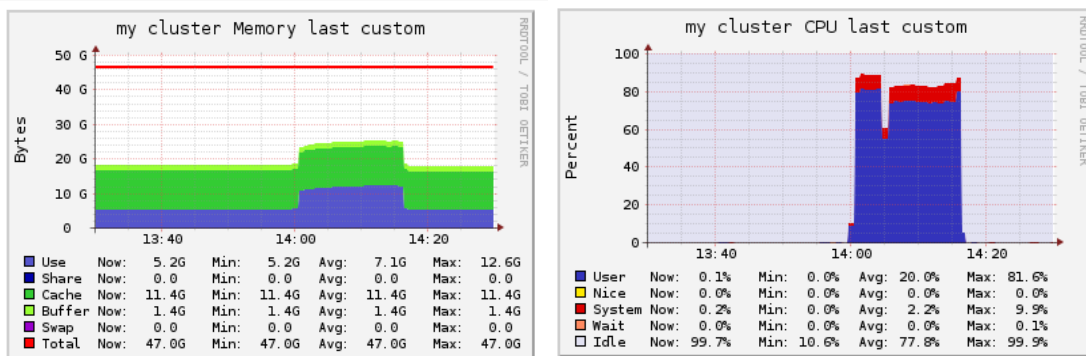 my cluster Memory last custom
RRDTOOL / TOBI OETIKER
50 G
40 G
30 G
20 G
10 G
0
Bytes
13:40 14:00 14:20
Use Now: 5.2G Min: 5.2G Avg: 7.1G Max: 12.6G
Share Now: 0.0 Min: 0.0 Avg: 0.0 Max: 0.0
Cache Now: 11.4G Min: 11.4G Avg: 11.4G Max: 11.4G
Buffer Now: 1.4G Min: 1.4G Avg: 1.4G Max: 1.4G
Swap Now: 0.0 Min: 0.0 Avg: 0.0 Max: 0.0
Total Now: 47.0G Min: 47.0G Avg: 47.0G Max: 47.0G
my cluster CPU last custom
RRDTOOL / TOBI OETIKER
100
80
60
40
20
0
Percent
13:40 14:00 14:20
User Now: 0.1% Min: 0.0% Avg: 20.0% Max: 81.6%
Nice Now: 0.0% Min: 0.0% Avg: 0.0% Max: 0.0%
System Now: 0.2% Min: 0.0% Avg: 2.2% Max: 9.9%
Wait Now: 0.0% Min: 0.0% Avg: 0.0% Max: 0.1%
Idle Now: 99.7% Min: 10.6% Avg: 77.8% Max: 99.9%